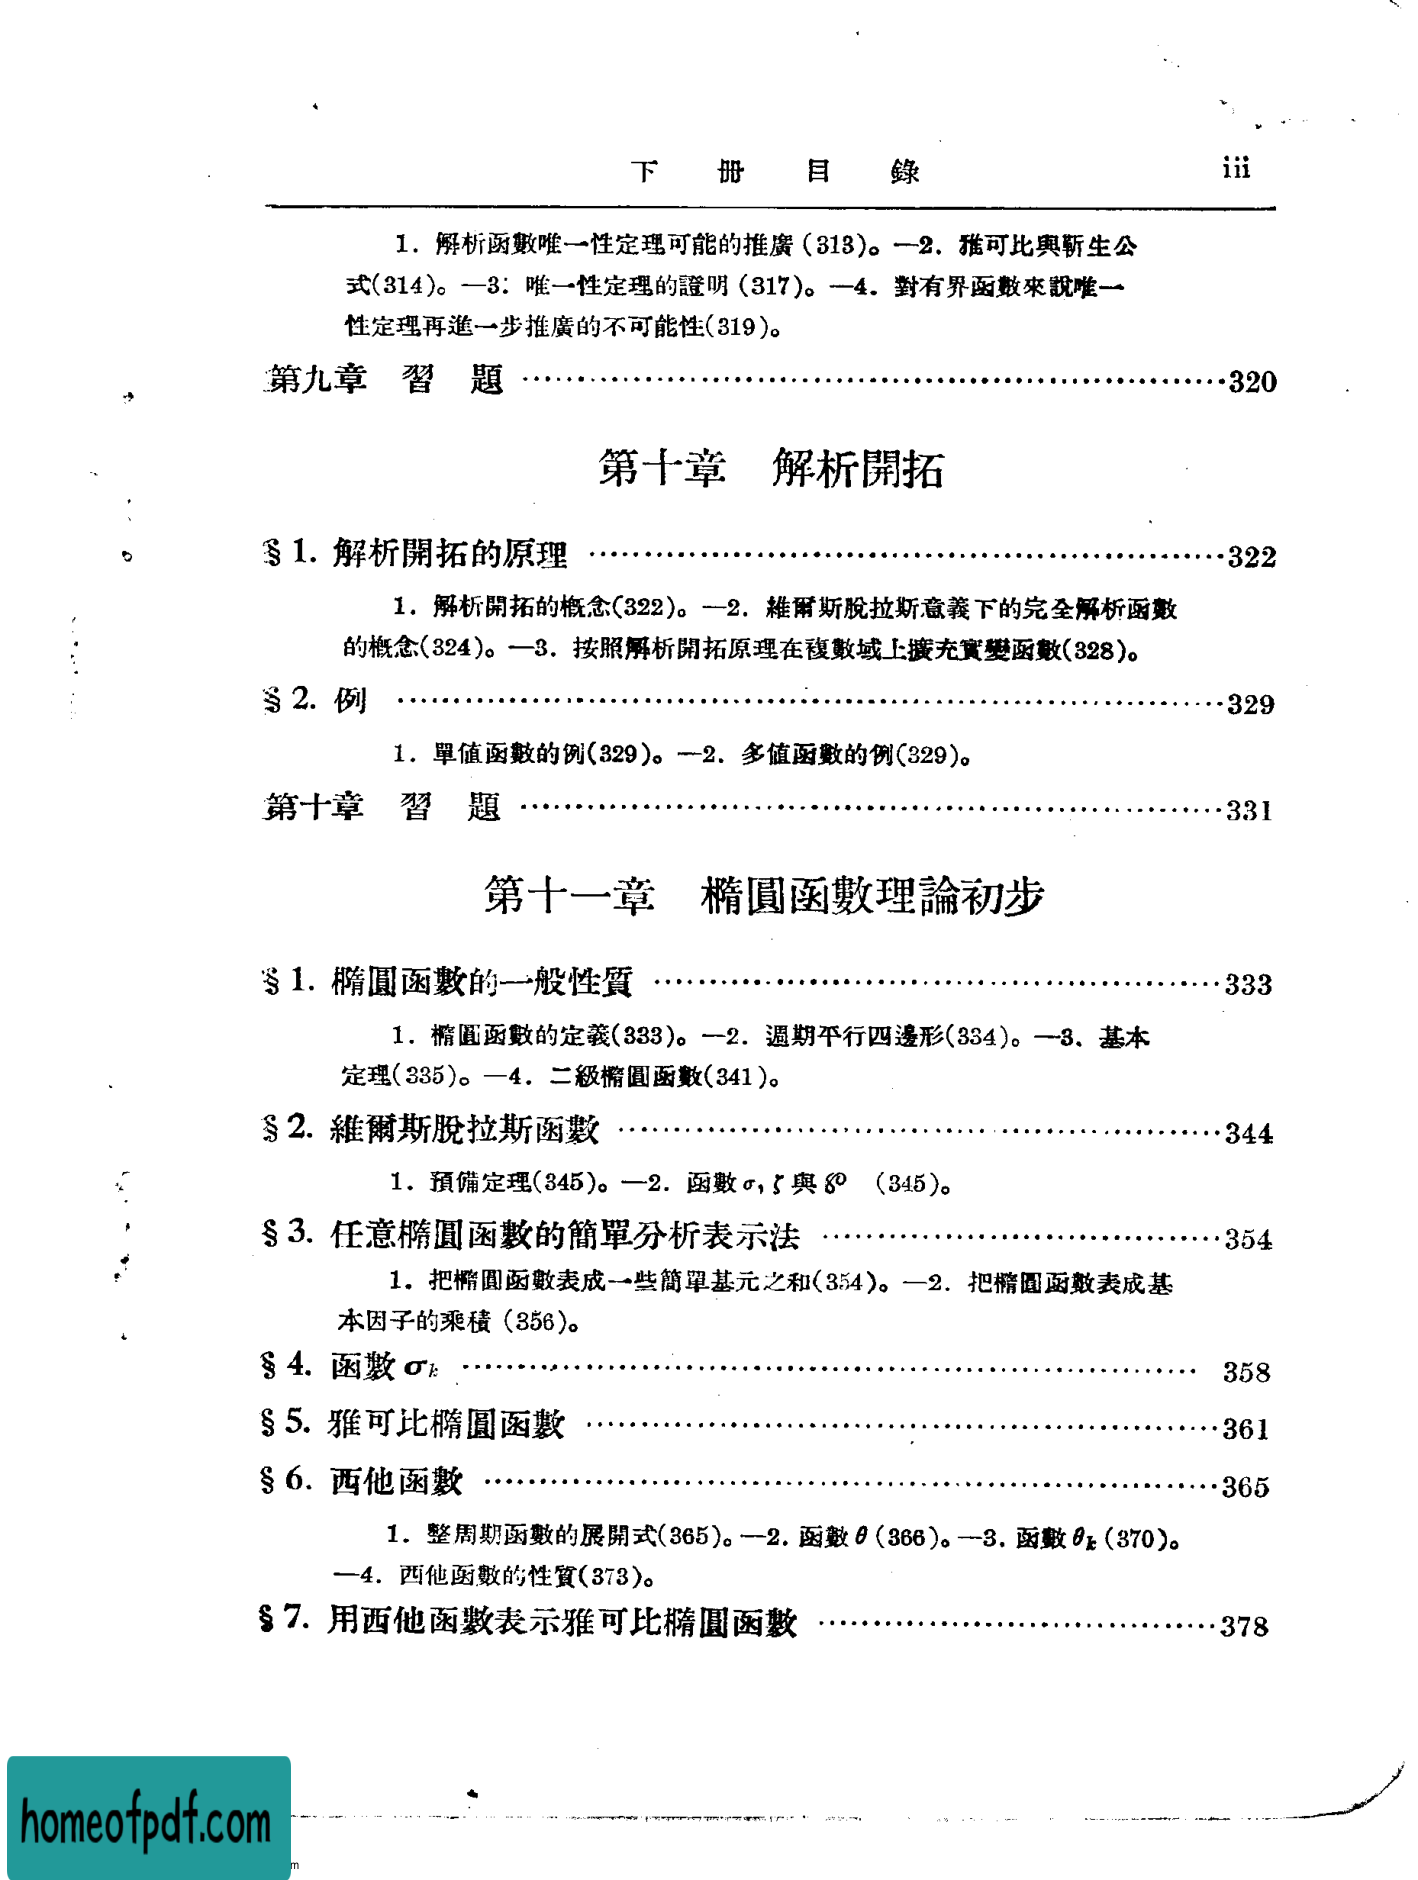 下冊目錄 iii
1. 解析函數唯一性定理可能的推廣(313)。—2. 雅可比與靳生公
式(314)。—3. 唯一性定理的證明(317)。—4. 對有界函數來說唯一
性定理再進一步推廣的不可能性(319)。
第九章 習 題 ……320
第十章 解析開拓
§ 1. 解析開拓的原理 ……322
1. 解析開拓的概念(322)。—2. 維爾斯脫拉斯意義下的完全解析函數
的概念(324)。—3. 按照解析開拓原理在複數域上擴充實變函數(328)。
§ 2. 例 ……329
1. 單值函數的例(329)。—2. 多值函數的例(329)。
第十章 習 題 ……331
第十一章 橢圓函數理論初步
§ 1. 橢圓函數的一般性質 ……333
1. 橢圓函數的定義(333)。—2. 週期平行四邊形(334)。—3. 基本
定理(335)。—4. 二級橢圓函數(341)。
§ 2. 維爾斯脫拉斯函數 ……344
1. 預備定理(345)。—2. 函數 σ, ζ 與 ℘ (345)。
§ 3. 任意橢圓函數的簡單分析表示法 ……354
1. 把橢圓函數表成一些簡單基元之和(354)。—2. 把橢圓函數表成基
本因子的乘積(356)。
§ 4. 函數 σk ……358
§ 5. 雅可比橢圓函數 ……361
§ 6. 西他函數 ……365
1. 整周期函數的展開式(365)。—2. 函數 θ (366)。—3. 函數 θk (370)。
—4. 西他函數的性質(373)。
§ 7. 用西他函數表示雅可比橢圓函數 ……378
homeofpdf.com
m